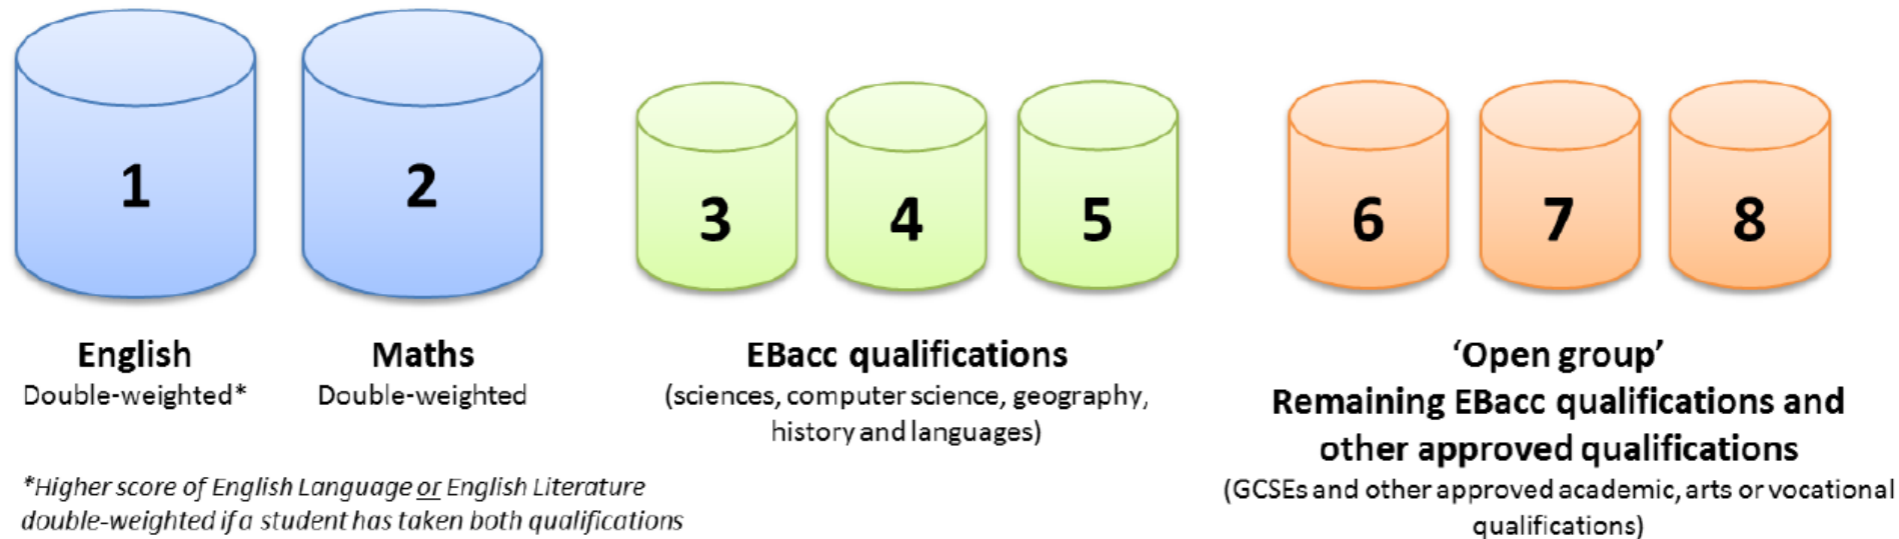 1
2
3
4
5
6
7
8
English
Double-weighted*
Maths
Double-weighted
EBacc qualifications
(sciences, computer science, geography,
history and languages)
'Open group'
Remaining EBacc qualifications and
other approved qualifications
(GCSEs and other approved academic, arts or vocational
qualifications)
*Higher score of English Language or English Literature
double-weighted if a student has taken both qualifications